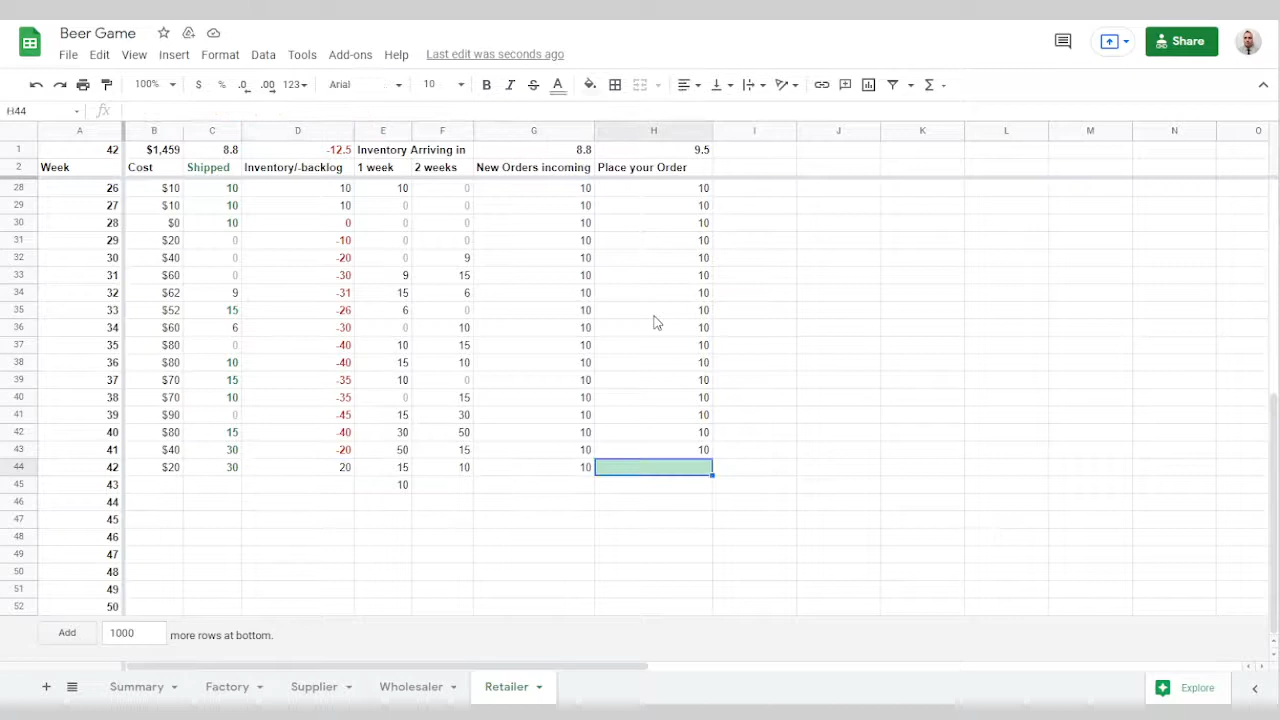 Beer Game
File Edit View Insert Format Data Tools Add-ons Help Last edit was seconds ago
Share
100% $ % .0 .00 123 Arial 10 B I S A Σ
H44 fx
A B C D E F G H I J K L M N O
1 42 $1,459 8.8 -12.5 Inventory Arriving in 8.8 9.5
2 Week Cost Shipped Inventory/-backlog 1 week 2 weeks New Orders incoming Place your Order
28 26 $10 10 10 10 0 10 10
29 27 $10 10 10 0 0 10 10
30 28 $0 10 0 0 0 10 10
31 29 $20 0 -10 0 0 10 10
32 30 $40 0 -20 0 9 10 10
33 31 $60 0 -30 9 15 10 10
34 32 $62 9 -31 15 6 10 10
35 33 $52 15 -26 6 0 10 10
36 34 $60 6 -30 0 10 10 10
37 35 $80 0 -40 10 15 10 10
38 36 $80 10 -40 15 10 10 10
39 37 $70 15 -35 10 0 10 10
40 38 $70 10 -35 0 15 10 10
41 39 $90 0 -45 15 30 10 10
42 40 $80 15 -40 30 50 10 10
43 41 $40 30 -20 50 15 10 10
44 42 $20 30 20 15 10 10
45 43 10
46 44
47 45
48 46
49 47
50 48
51 49
52 50
Add 1000 more rows at bottom.
+ Summary Factory Supplier Wholesaler Retailer Explore